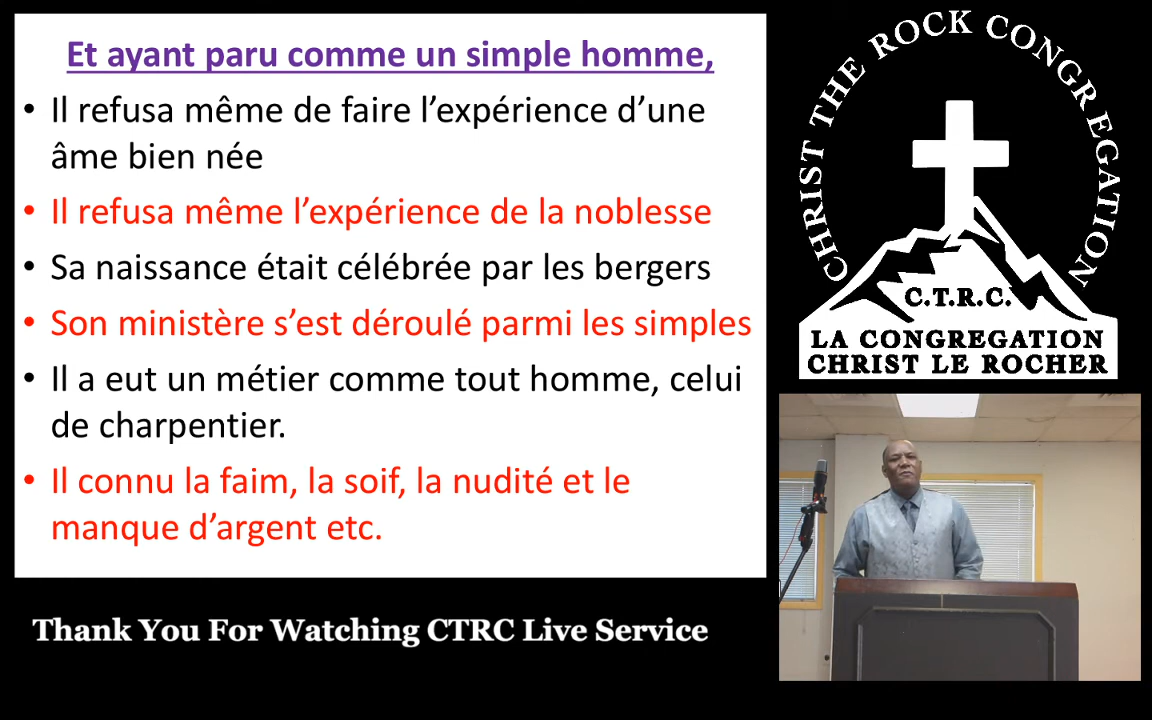 Et ayant paru comme un simple homme,
• Il refusa même de faire l’expérience d’une
âme bien née
• Il refusa même l’expérience de la noblesse
• Sa naissance était célébrée par les bergers
• Son ministère s’est déroulé parmi les simples
• Il a eut un métier comme tout homme, celui
de charpentier.
• Il connu la faim, la soif, la nudité et le
manque d’argent etc.
CHRIST THE ROCK CONGREGATION
C.T.R.C.
LA CONGREGATION
CHRIST LE ROCHER
Thank You For Watching CTRC Live Service